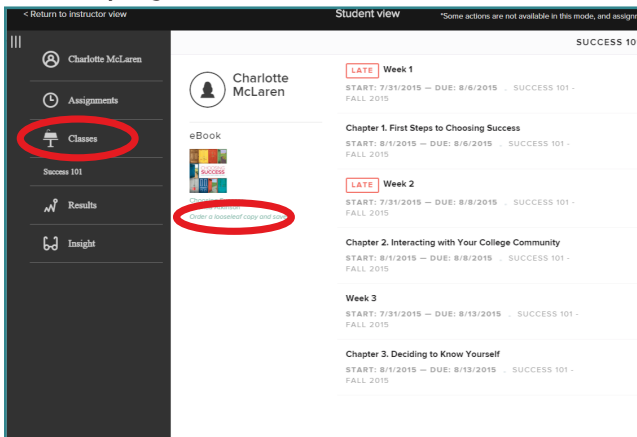 < Return to instructor view
Student view
*Some actions are not available in this mode, and assignm
SUCCESS 10
Charlotte McLaren
Assignments
Classes
Success 101
Results
Insight
Charlotte
McLaren
eBook
SUCCESS
Order a looseleaf copy and save
LATE Week 1
START: 7/31/2015 — DUE: 8/6/2015 . SUCCESS 101 -
FALL 2015
Chapter 1. First Steps to Choosing Success
START: 8/1/2015 — DUE: 8/6/2015 . SUCCESS 101 -
FALL 2015
LATE Week 2
START: 7/31/2015 — DUE: 8/8/2015 . SUCCESS 101 -
FALL 2015
Chapter 2. Interacting with Your College Community
START: 8/1/2015 — DUE: 8/8/2015 . SUCCESS 101 -
FALL 2015
Week 3
START: 7/31/2015 — DUE: 8/13/2015 . SUCCESS 101 -
FALL 2015
Chapter 3. Deciding to Know Yourself
START: 8/1/2015 — DUE: 8/13/2015 . SUCCESS 101 -
FALL 2015